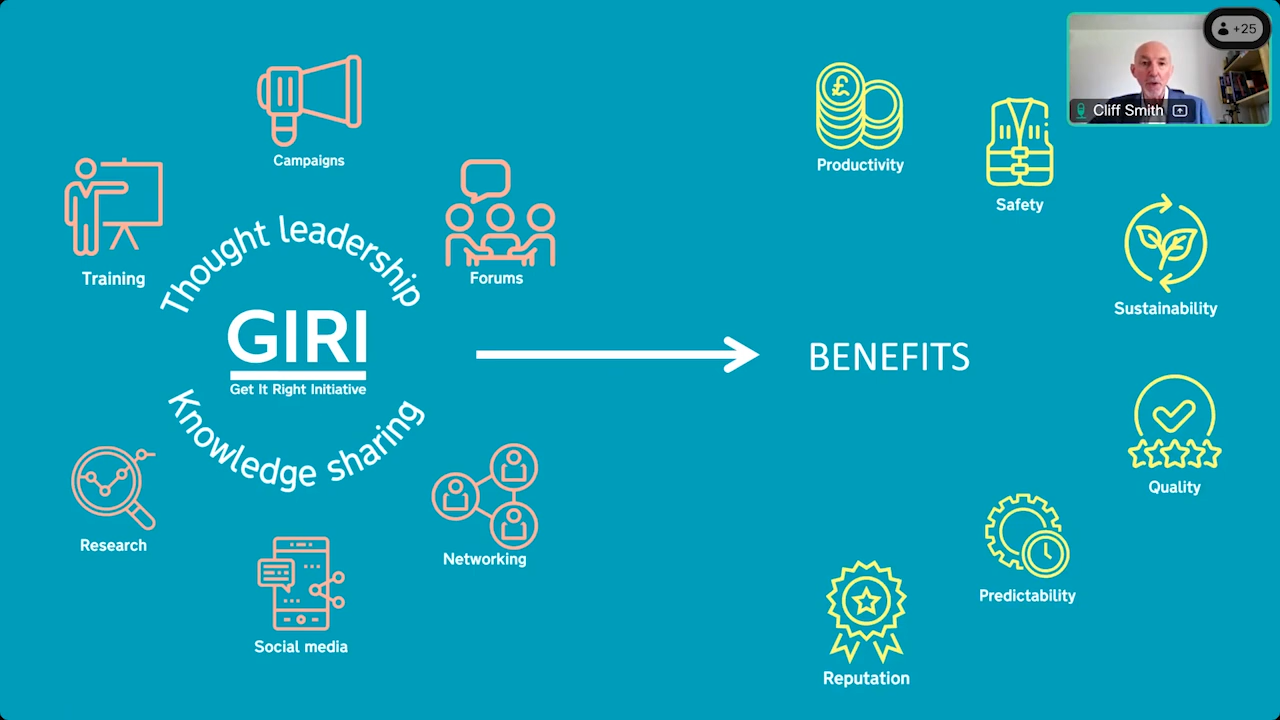 Campaigns
Training
Forums
Thought leadership
GIRI
Get It Right Initiative
Knowledge sharing
Research
Networking
Social media
BENEFITS
Productivity
Safety
Sustainability
Quality
Predictability
Reputation
£
+25
Cliff Smith